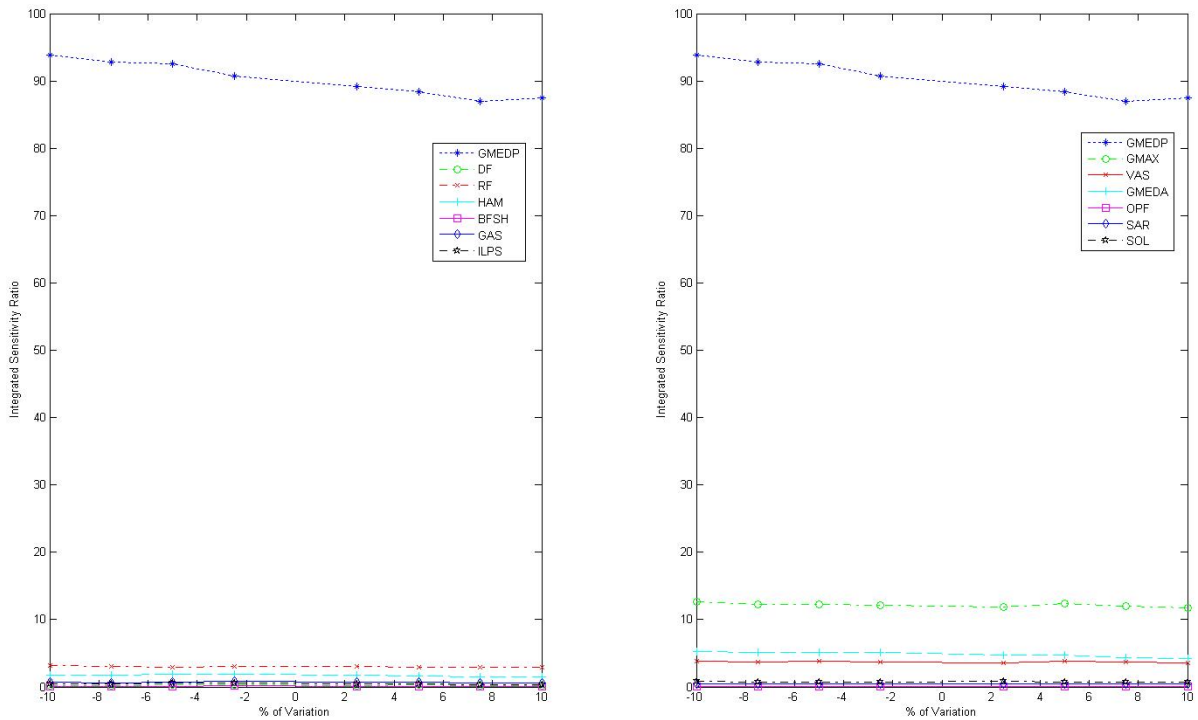 100
90
80
70
60
50
40
30
20
10
0
Integrated Sensitivity Ratio
GMEDP
DF
RF
HAM
BFSH
GAS
ILPS
-10 -8 -6 -4 -2 0 2 4 6 8 10
% of Variation
100
90
80
70
60
50
40
30
20
10
0
Integrated Sensitivity Ratio
GMEDP
GMAX
VAS
GMEDA
OPF
SAR
SOL
-10 -8 -6 -4 -2 0 2 4 6 8 10
% of Variation